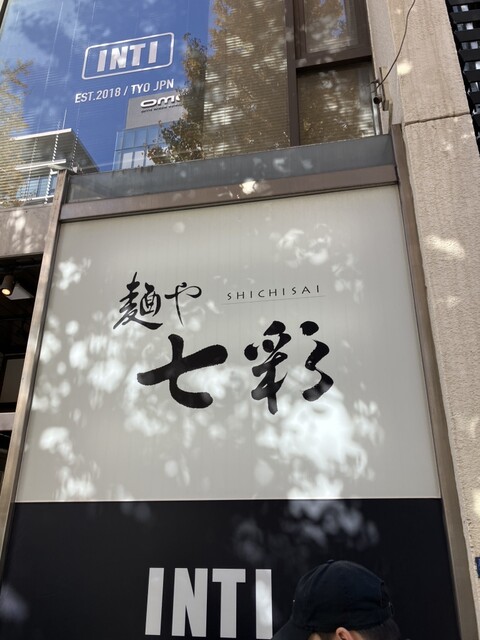 INTI
EST.2018 / TYO JPN
麺や
SHICHISAI
七彩
INTI